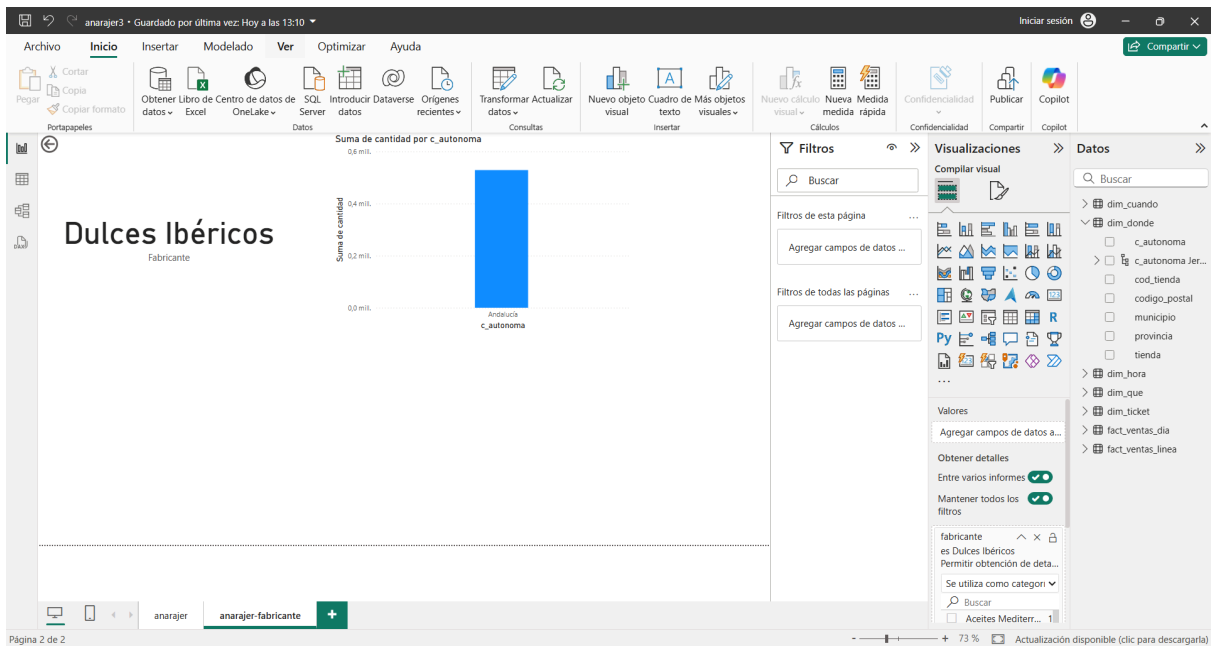 anarajer3 • Guardado por última vez: Hoy a las 13:10
Iniciar sesión
Archivo Inicio Insertar Modelado Ver Optimizar Ayuda
Compartir
Pegar
Cortar
Copia
Copiar formato
Portapapeles
Obtener datos
Libro de Excel
Centro de datos de OneLake
SQL Server
Introducir datos
Dataverse
Orígenes recientes
Datos
Transformar datos
Actualizar
Consultas
Nuevo objeto visual
Cuadro de texto
Más objetos visuales
Insertar
Nuevo cálculo visual
Nueva medida
Medida rápida
Cálculos
Confidencialidad
Confidencialidad
Publicar
Compartir
Copilot
Copilot
Dulces Ibéricos
Fabricante
Suma de cantidad por c_autonoma
0,6 mil.
0,4 mil.
0,2 mil.
0,0 mil.
Suma de cantidad
Andalucía
c_autonoma
Filtros
Buscar
Filtros de esta página ...
Agregar campos de datos ...
Filtros de todas las páginas ...
Agregar campos de datos ...
Visualizaciones
Compilar visual
R
Py
...
Valores
Agregar campos de datos a...
Obtener detalles
Entre varios informes
Mantener todos los
filtros
fabricante
es Dulces Ibéricos
Permitir obtención de deta...
Se utiliza como categorí
Buscar
Aceites Mediterr... 1
Datos
Buscar
dim_cuando
dim_donde
c_autonoma
c_autonoma Jer...
cod_tienda
codigo_postal
municipio
provincia
tienda
dim_hora
dim_que
dim_ticket
fact_ventas_dia
fact_ventas_linea
anarajer
anarajer-fabricante
+
Página 2 de 2
- + 73 %
Actualización disponible (clic para descargarla)